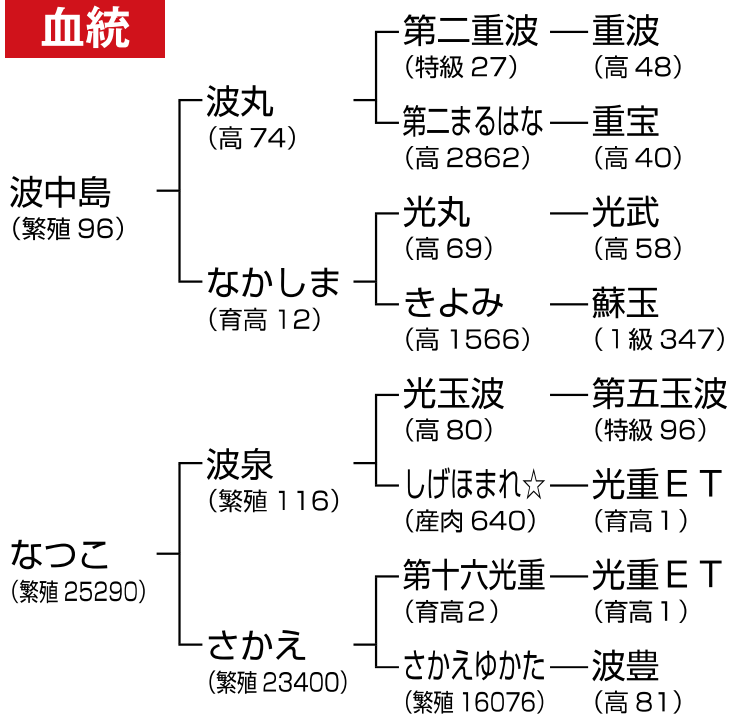 血統
波中島
(繁殖 96)
波丸
(高 74)
第二重波
(特級 27)
重波
(高 48)
第二まるはな
(高 2862)
重宝
(高 40)
なかしま
(育高 12)
光丸
(高 69)
光武
(高 58)
きよみ
(高 1566)
蘇玉
(1級 347)
なつこ
(繁殖 25290)
波泉
(繁殖 116)
光玉波
(高 80)
第五玉波
(特級 96)
しげほまれ☆
(産肉 640)
光重ET
(育高1)
さかえ
(繁殖 23400)
第十六光重
(育高2)
光重ET
(育高1)
さかえゆかた
(繁殖 16076)
波豊
(高 81)